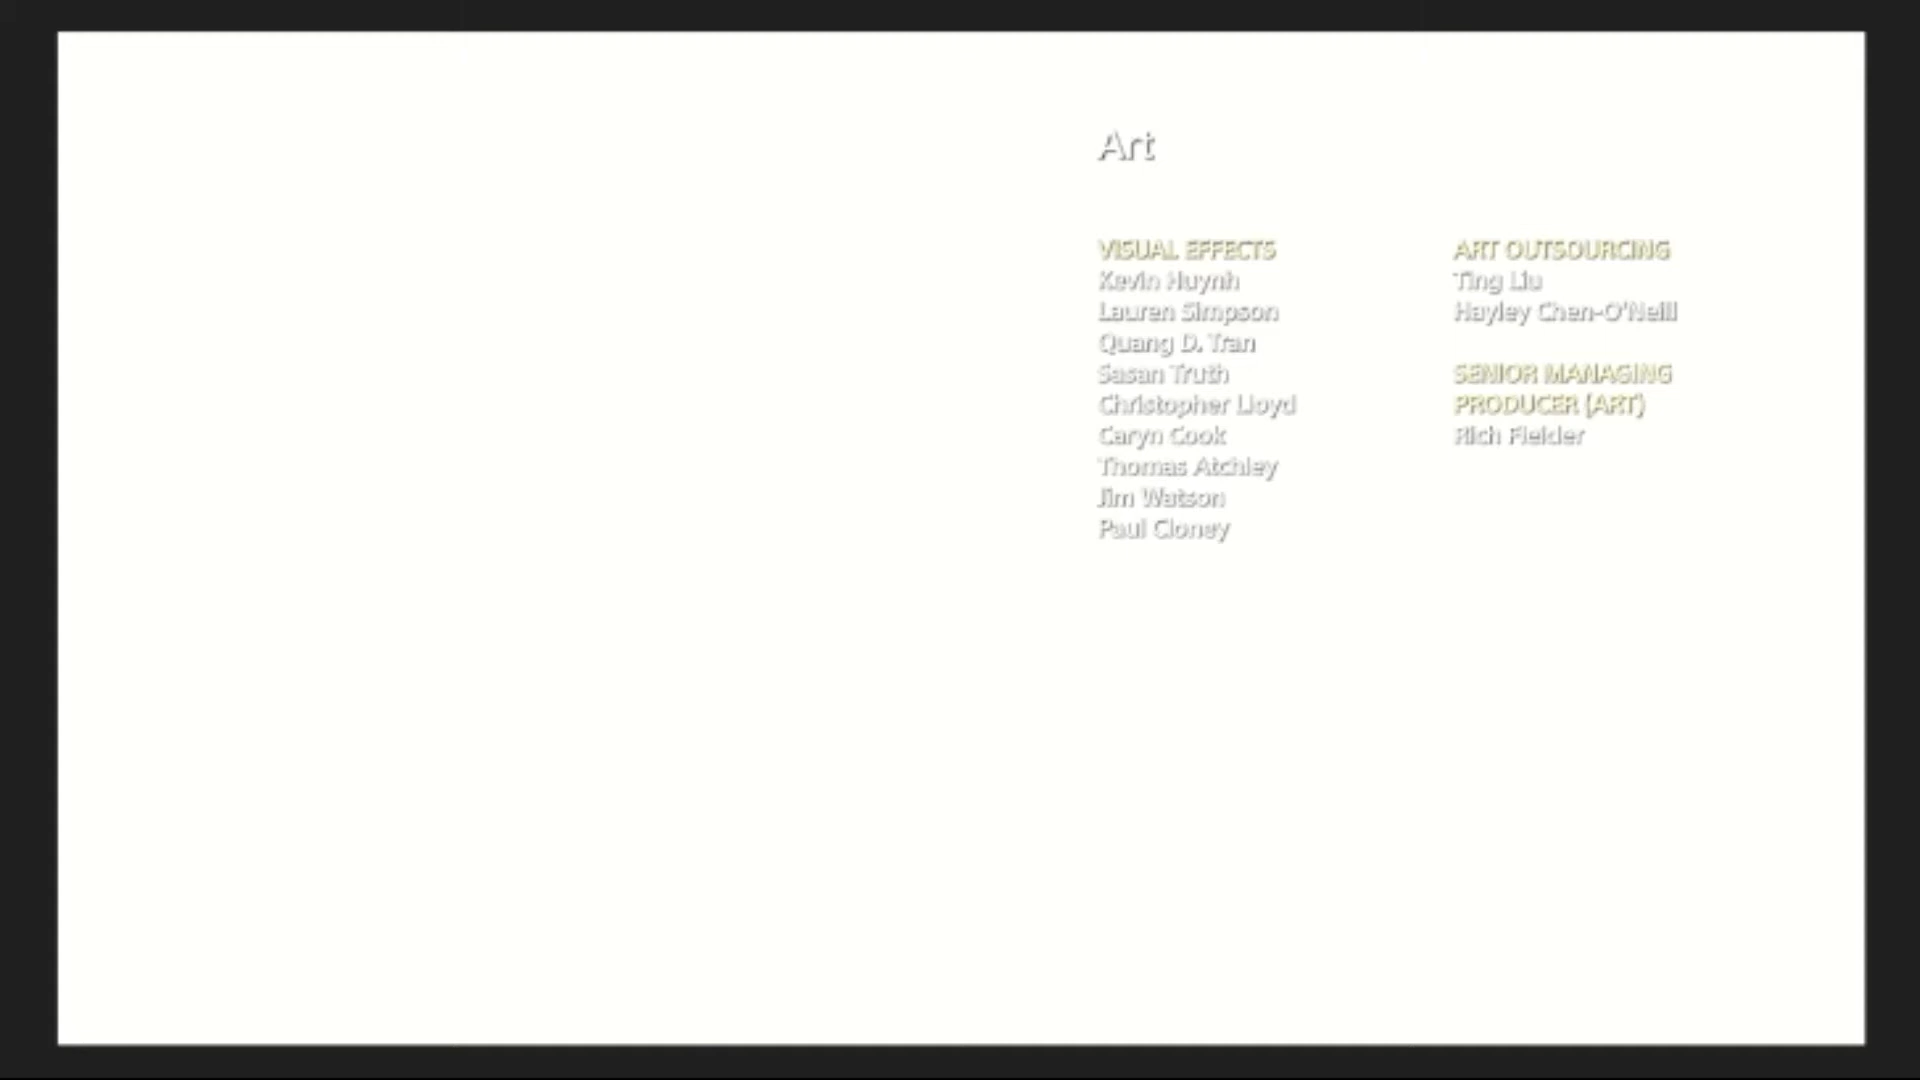 Art
VISUAL EFFECTS
Kevin Huynh
Lauren Simpson
Quang D. Tran
Sasan Truth
Christopher Lloyd
Caryn Cook
Thomas Atchley
Jim Watson
Paul Cloney
ART OUTSOURCING
Ting Liu
Hayley Chen-O'Neill
SENIOR MANAGING
PRODUCER (ART)
Rich Fleider